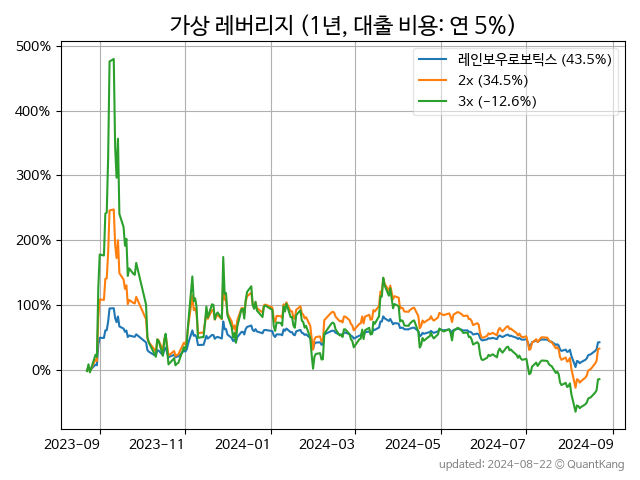 가상 레버리지 (1년, 대출 비용: 연 5%)
레인보우로보틱스 (43.5%)
2x (34.5%)
3x (-12.6%)
500%
400%
300%
200%
100%
0%
2023-09 2023-11 2024-01 2024-03 2024-05 2024-07 2024-09
updated: 2024-08-22 © QuantKang